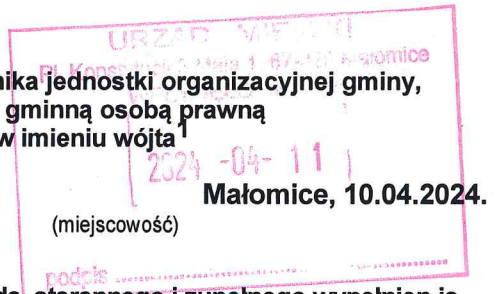 URZĄD MIEJSKI
nika jednostki organizacyjnej gminy,
gminną osobą prawną
w imieniu wójta1
2024 -04- 11
Małomice, 10.04.2024.
(miejscowość)
podpis